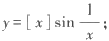 y = [x] sin 1/x;